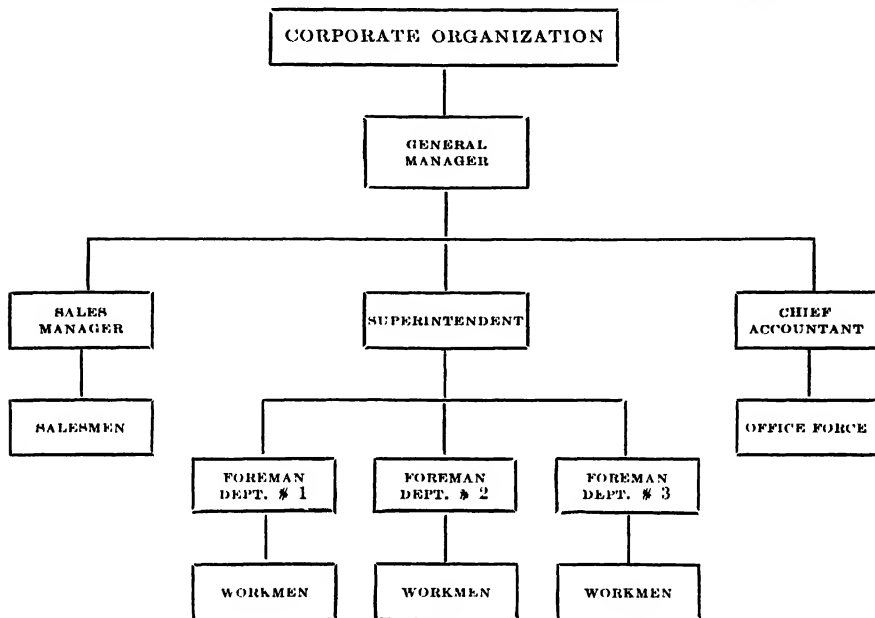 CORPORATE ORGANIZATION
GENERAL
MANAGER
SALES
MANAGER
SUPERINTENDENT
CHIEF
ACCOUNTANT
SALESMEN
OFFICE FORCE
FOREMAN
DEPT. # 1
FOREMAN
DEPT. # 2
FOREMAN
DEPT. # 3
WORKMEN
WORKMEN
WORKMEN